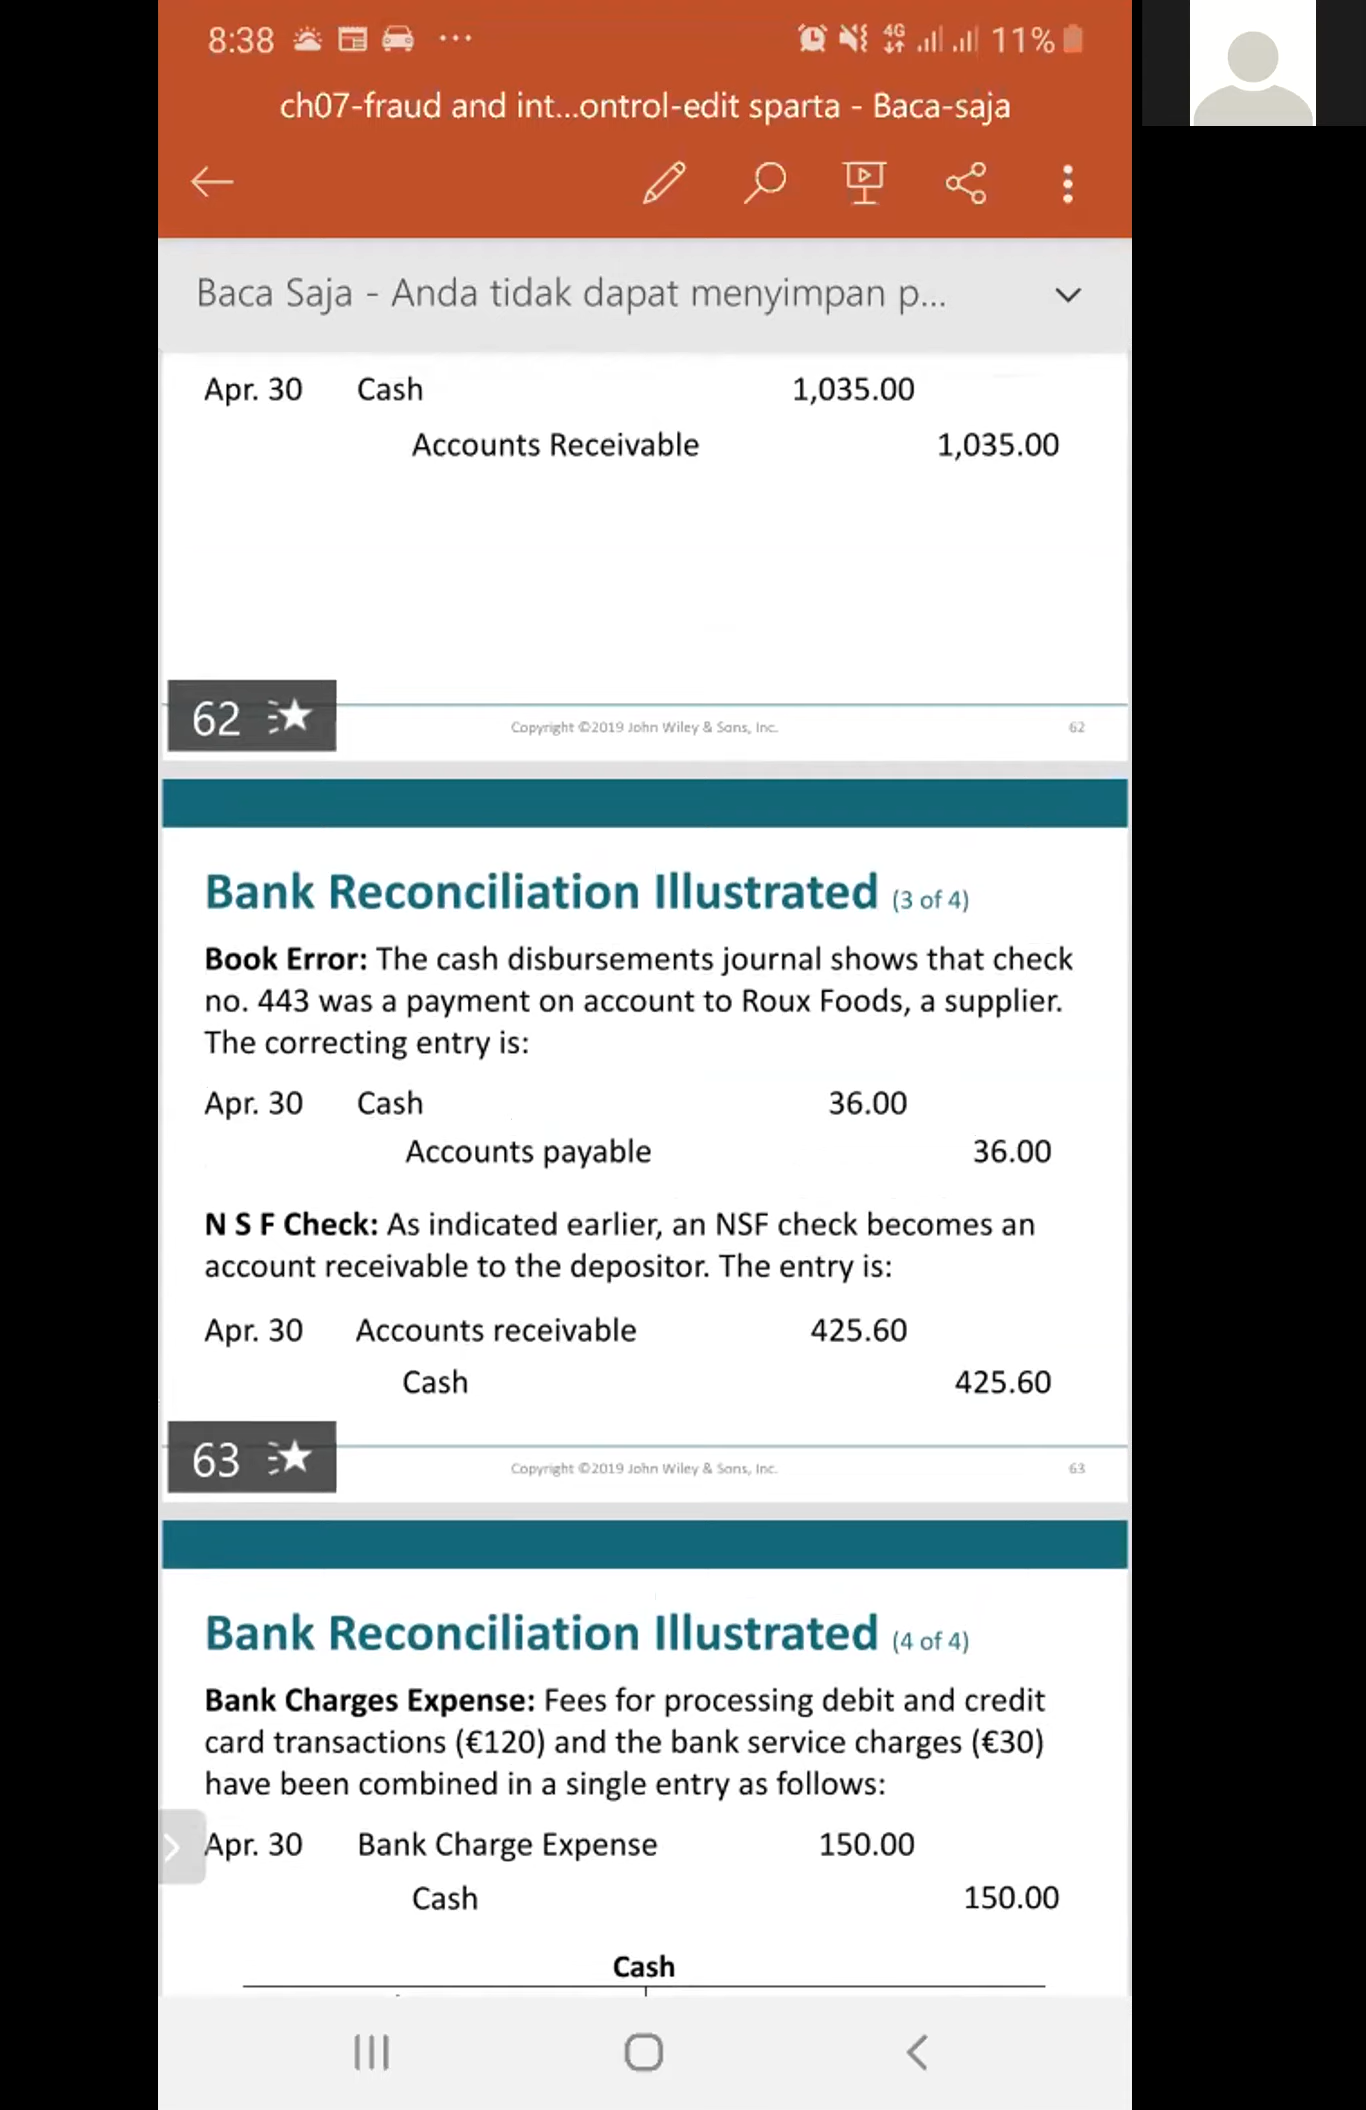 8:38 ... 4G 11%
ch07-fraud and int...ontrol-edit sparta - Baca-saja
Baca Saja - Anda tidak dapat menyimpan p...
Apr. 30 Cash 1,035.00
Accounts Receivable 1,035.00
62
Copyright ©2019 John Wiley & Sons, Inc. 62
Bank Reconciliation Illustrated (3 of 4)
Book Error: The cash disbursements journal shows that check
no. 443 was a payment on account to Roux Foods, a supplier.
The correcting entry is:
Apr. 30 Cash 36.00
Accounts payable 36.00
N S F Check: As indicated earlier, an NSF check becomes an
account receivable to the depositor. The entry is:
Apr. 30 Accounts receivable 425.60
Cash 425.60
63
Copyright ©2019 John Wiley & Sons, Inc. 63
Bank Reconciliation Illustrated (4 of 4)
Bank Charges Expense: Fees for processing debit and credit
card transactions (€120) and the bank service charges (€30)
have been combined in a single entry as follows:
Apr. 30 Bank Charge Expense 150.00
Cash 150.00
Cash